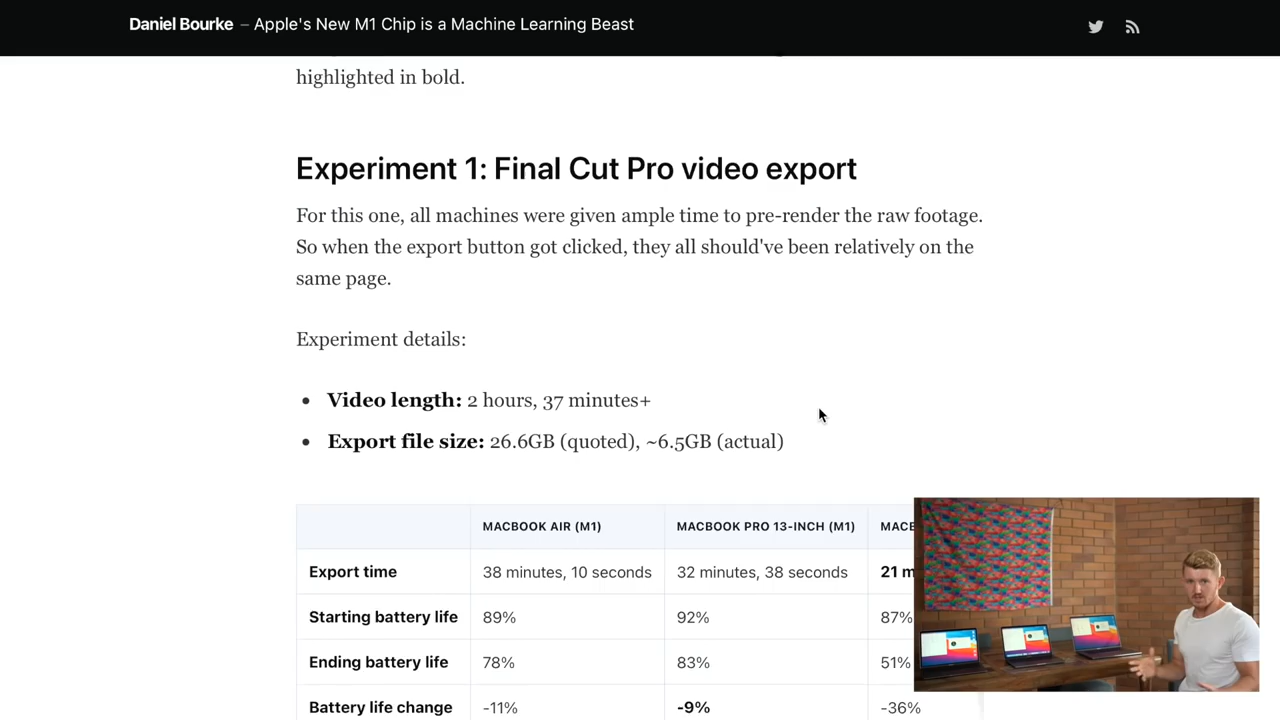 Daniel Bourke – Apple's New M1 Chip is a Machine Learning Beast
highlighted in bold.
Experiment 1: Final Cut Pro video export
For this one, all machines were given ample time to pre-render the raw footage.
So when the export button got clicked, they all should've been relatively on the
same page.
Experiment details:
• Video length: 2 hours, 37 minutes+
• Export file size: 26.6GB (quoted), ~6.5GB (actual)
MACBOOK AIR (M1) MACBOOK PRO 13-INCH (M1)
Export time 38 minutes, 10 seconds 32 minutes, 38 seconds 21
Starting battery life 89% 92% 87%
Ending battery life 78% 83% 51%
Battery life change -11% -9% -36%